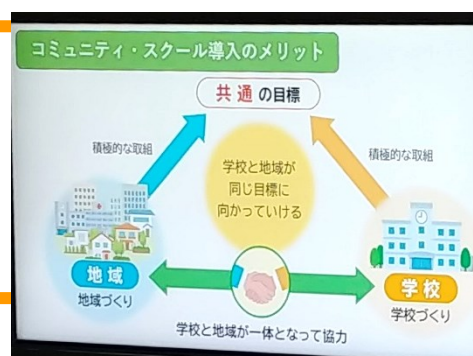 コミュニティ・スクール導入のメリット
共通の目標
積極的な取組
積極的な取組
学校と地域が
同じ目標に
向かっていける
地域
地域づくり
学校
学校づくり
学校と地域が一体となって協力